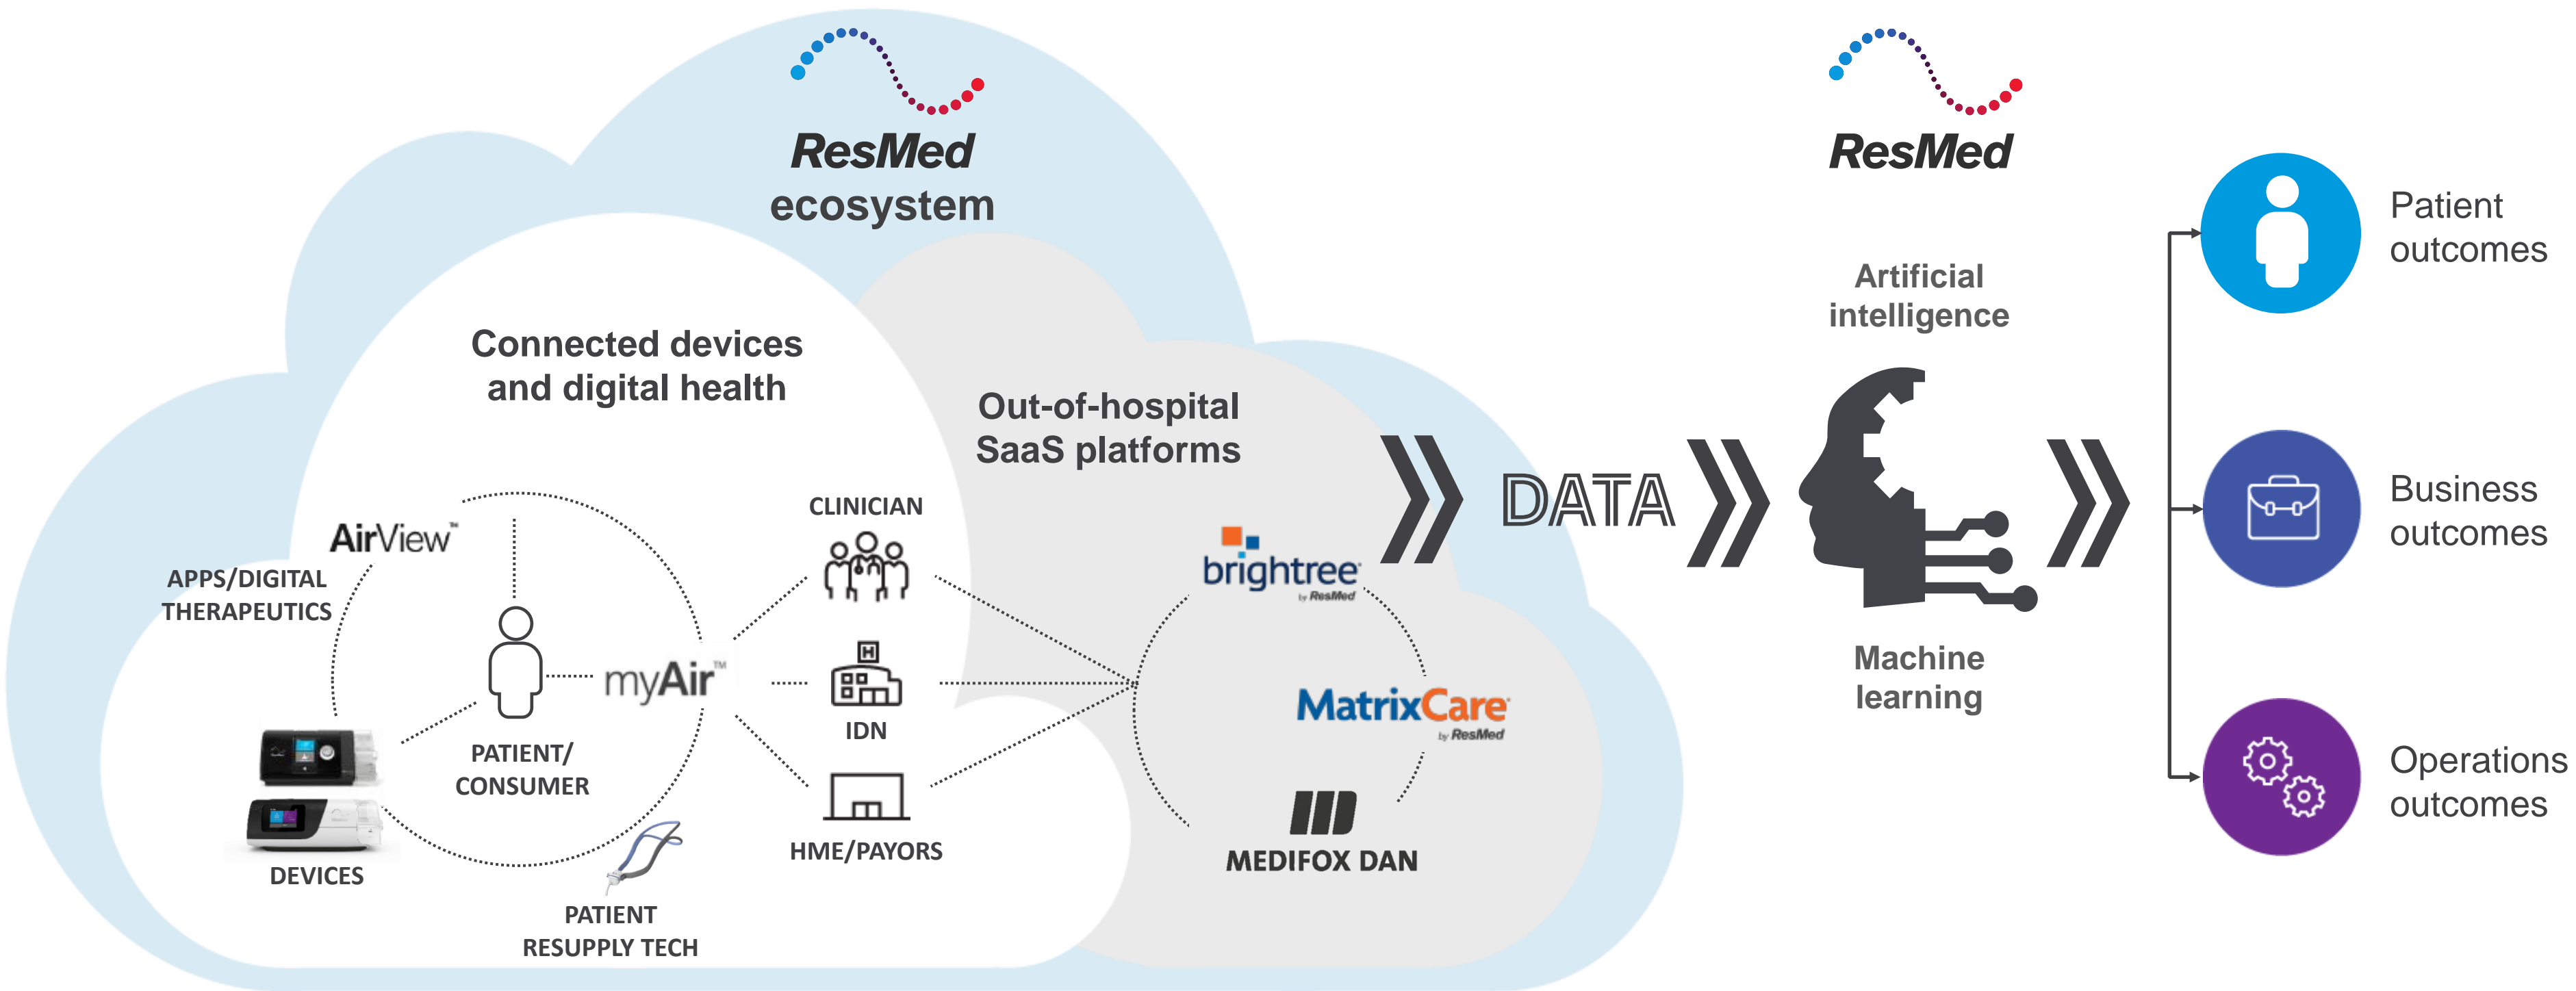 ResMed
ecosystem
Connected devices
and digital health
Out-of-hospital
SaaS platforms
AirView™
APPS/DIGITAL
THERAPEUTICS
PATIENT/
CONSUMER
myAir™
DEVICES
PATIENT
RESUPPLY TECH
CLINICIAN
H
IDN
HME/PAYORS
brightree
by ResMed
MatrixCare
by ResMed
MEDIFOX DAN
DATA
ResMed
Artificial
intelligence
Machine
learning
Patient
outcomes
Business
outcomes
Operations
outcomes